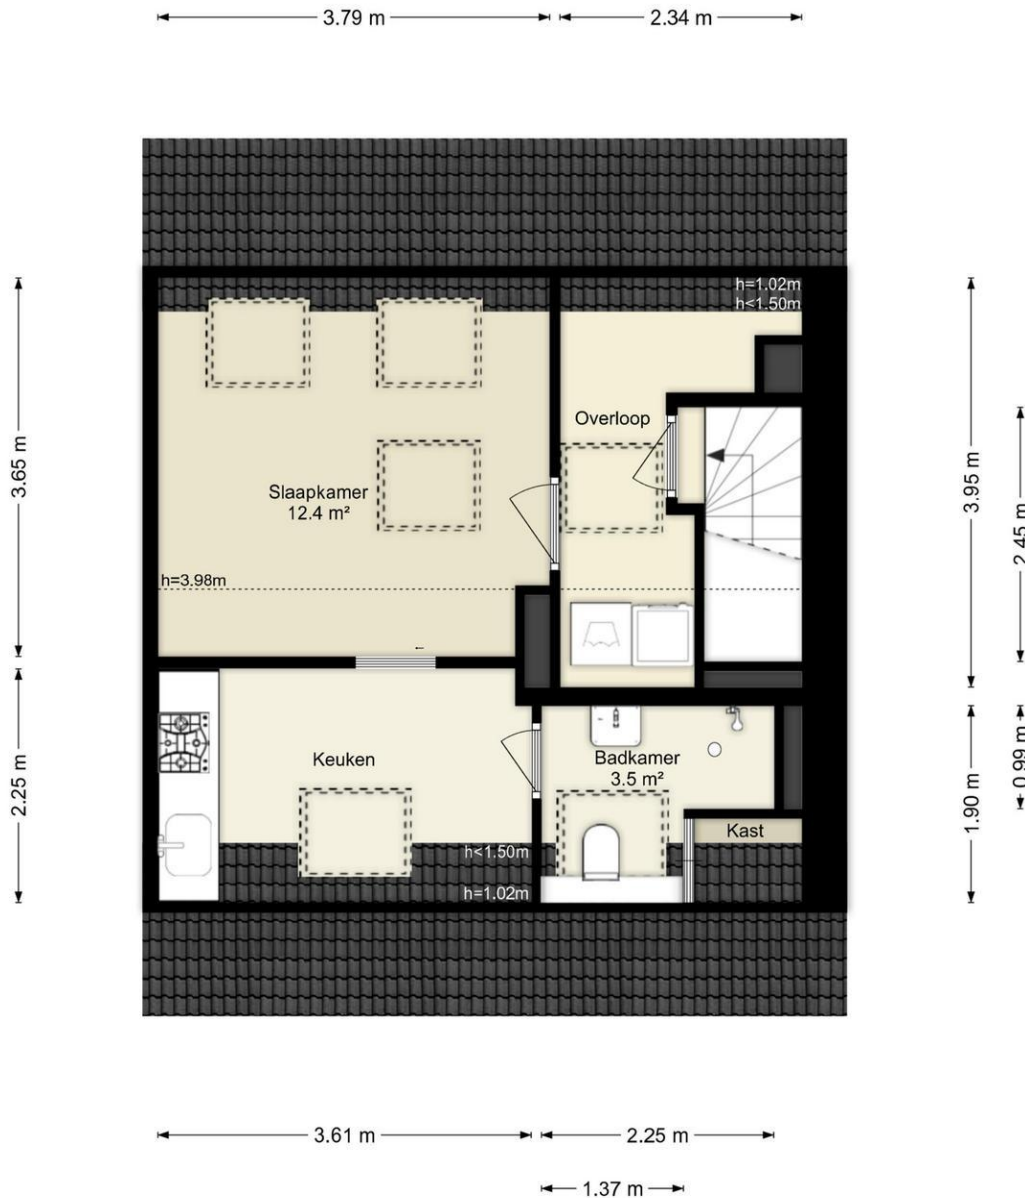 3.79 m
2.34 m
h=1.02m
h<1.50m
Overloop
3.65 m
3.95 m
2.45 m
Slaapkamer
12.4 m²
h=3.98m
Keuken
Badkamer
3.5 m²
2.25 m
1.90 m
0.99 m
Kast
h<1.50m
h=1.02m
3.61 m
2.25 m
1.37 m